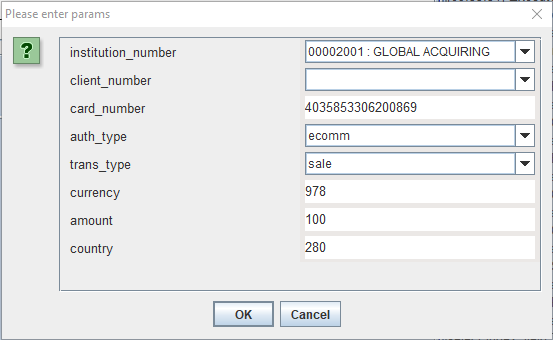 Please enter params
?
institution_number 00002001 : GLOBAL ACQUIRING
client_number
card_number 4035853306200869
auth_type ecomm
trans_type sale
currency 978
amount 100
country 280
OK Cancel